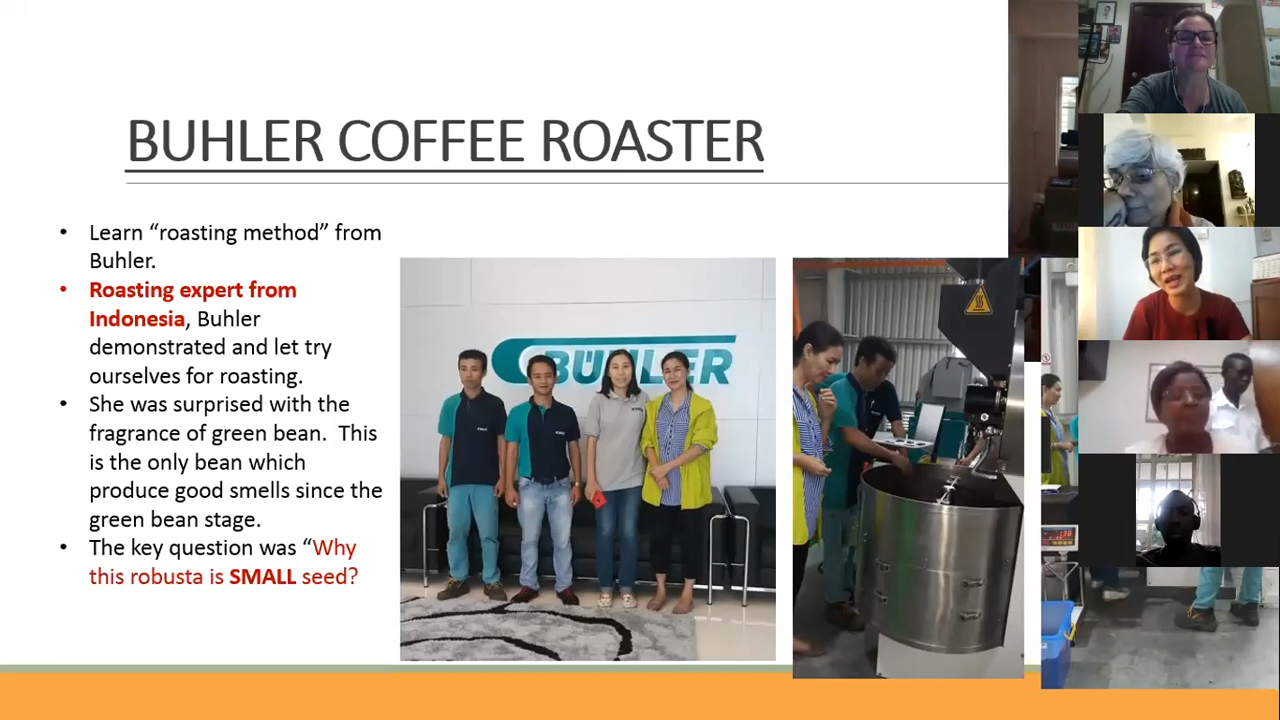 BUHLER COFFEE ROASTER
• Learn “roasting method” from
Buhler.
• Roasting expert from
Indonesia, Buhler
demonstrated and let try
ourselves for roasting.
• She was surprised with the
fragrance of green bean. This
is the only bean which
produce good smells since the
green bean stage.
• The key question was “Why
this robusta is SMALL seed?
BÜHLER